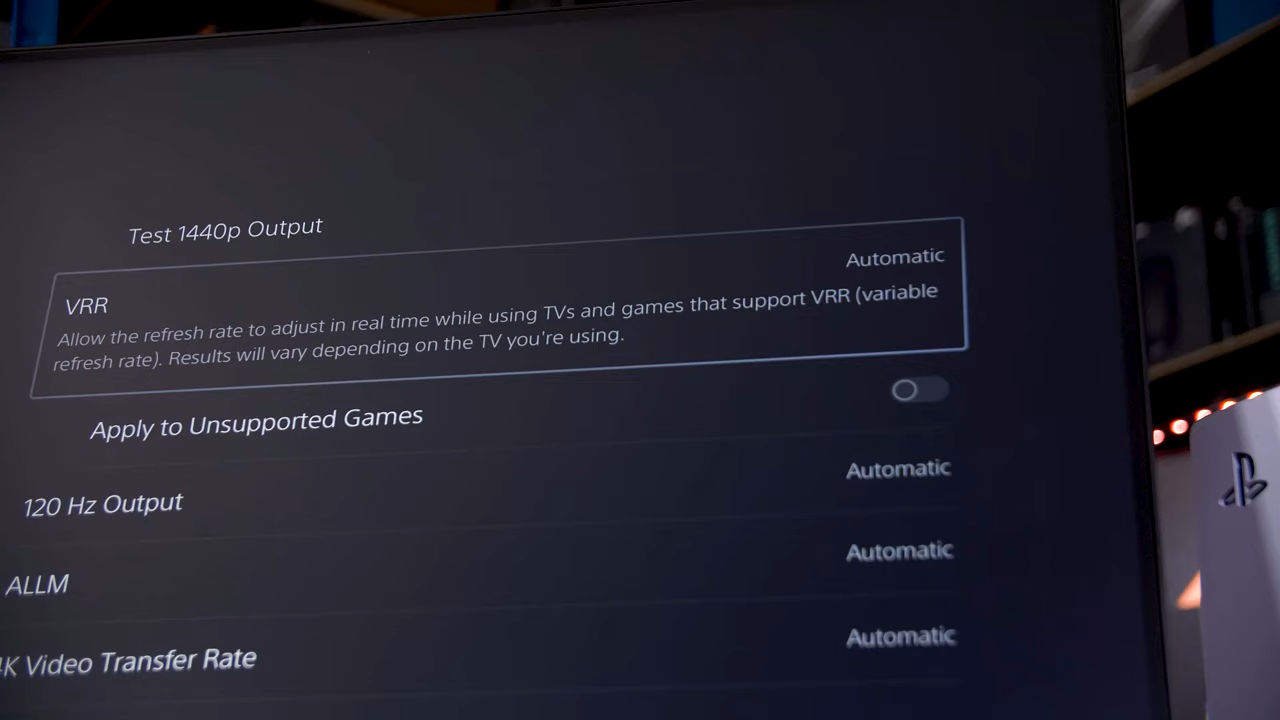 Test 1440p Output
VRR
Automatic
Allow the refresh rate to adjust in real time while using TVs and games that support VRR (variable
refresh rate). Results will vary depending on the TV you're using.
Apply to Unsupported Games
120 Hz Output
Automatic
ALLM
Automatic
4K Video Transfer Rate
Automatic